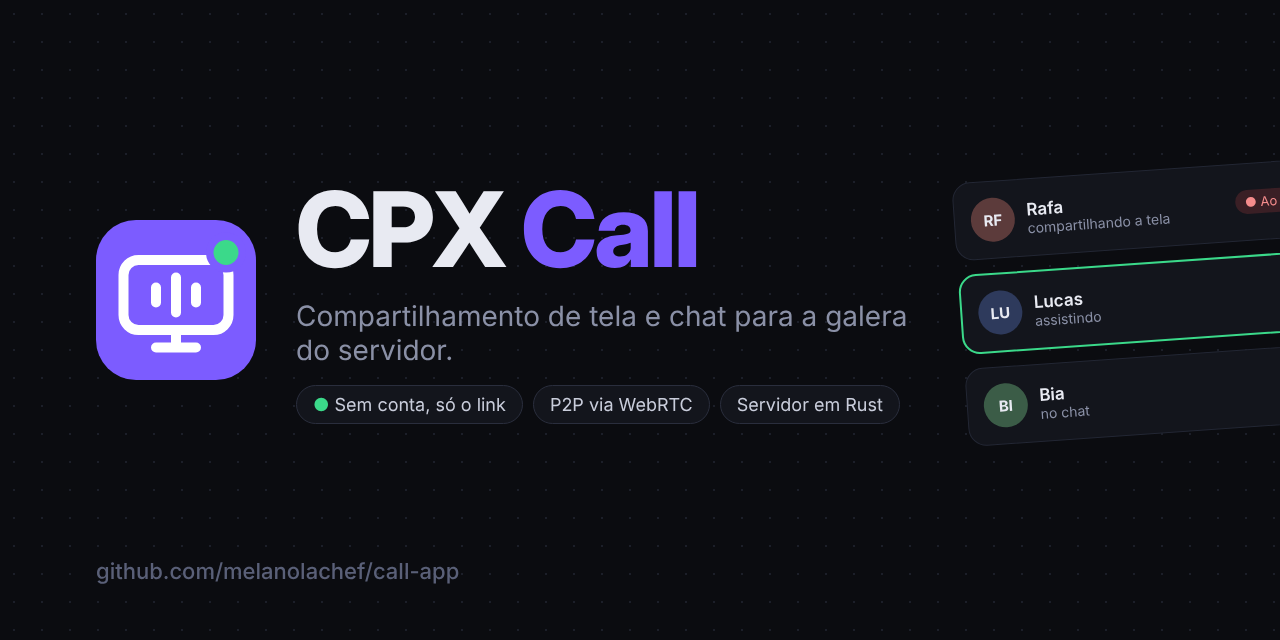 CPX Call
Compartilhamento de tela e chat para a galera
do servidor.
Sem conta, só o link
P2P via WebRTC
Servidor em Rust
RF
Rafa
compartilhando a tela
Ao
LU
Lucas
assistindo
BI
Bia
no chat
github.com/melanolachef/call-app